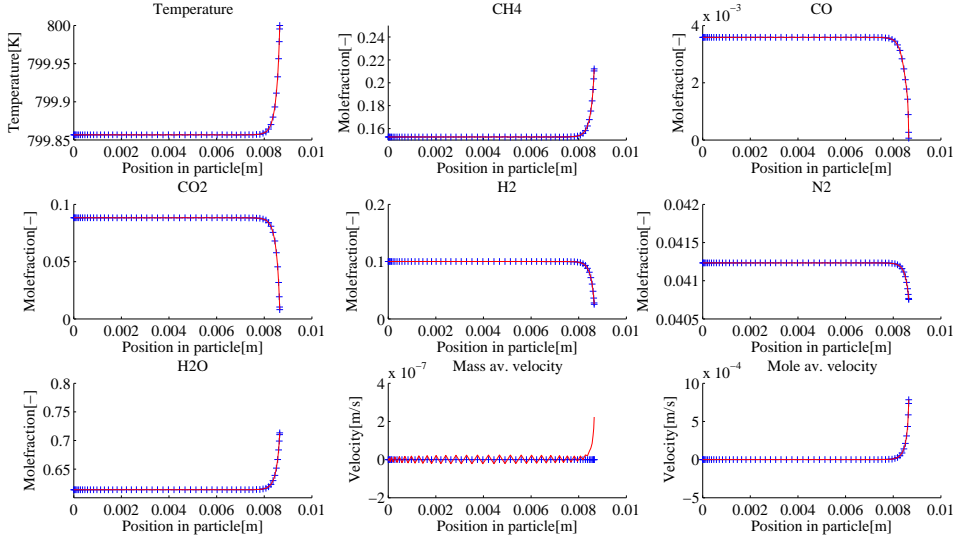 Temperature
Temperature[K]
800
799.95
799.9
799.85
0 0.002 0.004 0.006 0.008 0.01
Position in particle[m]
CH4
Molefraction[−]
0.24
0.22
0.2
0.18
0.16
0 0.002 0.004 0.006 0.008 0.01
Position in particle[m]
CO
x 10−3
Molefraction[−]
4
2
0
0 0.002 0.004 0.006 0.008 0.01
Position in particle[m]
CO2
Molefraction[−]
0.1
0.05
0
0 0.002 0.004 0.006 0.008 0.01
Position in particle[m]
H2
Molefraction[−]
0.2
0.1
0
0 0.002 0.004 0.006 0.008 0.01
Position in particle[m]
N2
Molefraction[−]
0.042
0.0415
0.041
0.0405
0 0.002 0.004 0.006 0.008 0.01
Position in particle[m]
H2O
Molefraction[−]
0.8
0.75
0.7
0.65
0 0.002 0.004 0.006 0.008 0.01
Position in particle[m]
Mass av. velocity
x 10−7
Velocity[m/s]
4
2
0
−2
0 0.002 0.004 0.006 0.008 0.01
Position in particle[m]
Mole av. velocity
x 10−4
Velocity[m/s]
10
5
0
−5
0 0.002 0.004 0.006 0.008 0.01
Position in particle[m]